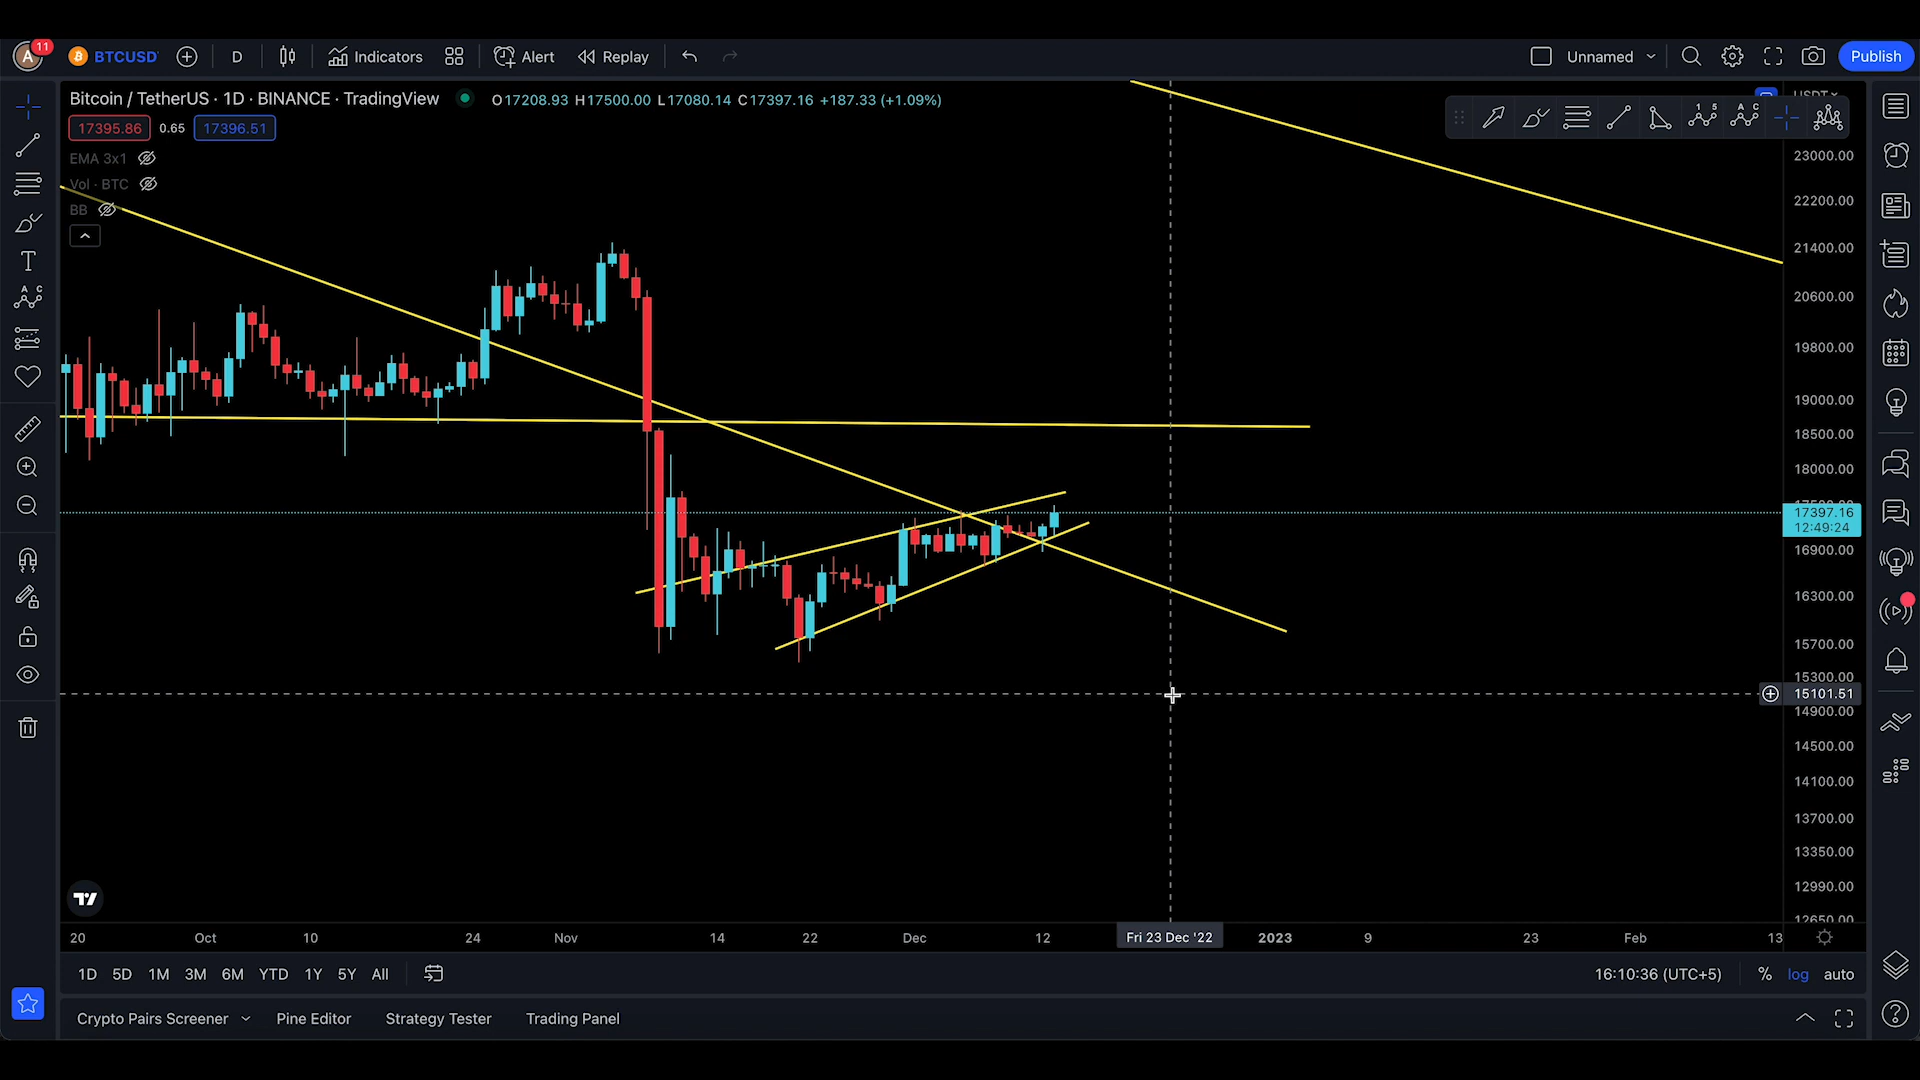 A 11 BTCUSD D Indicators Alert Replay Unnamed Publish
Bitcoin / TetherUS · 1D · BINANCE · TradingView O17208.93 H17500.00 L17080.14 C17397.16 +187.33 (+1.09%)
17395.86 0.65 17396.51
EMA 3x1
Vol · BTC
BB
A C
1 5
A C
23000.00
22200.00
21400.00
20600.00
19800.00
19000.00
18500.00
18000.00
17397.16
12:49:24
16900.00
16300.00
15700.00
15300.00
15101.51
14900.00
14500.00
14100.00
13700.00
13350.00
12990.00
20 Oct 10 24 Nov 14 22 Dec 12 Fri 23 Dec '22 2023 9 23 Feb 13
1D 5D 1M 3M 6M YTD 1Y 5Y All 16:10:36 (UTC+5) % log auto
Crypto Pairs Screener Pine Editor Strategy Tester Trading Panel